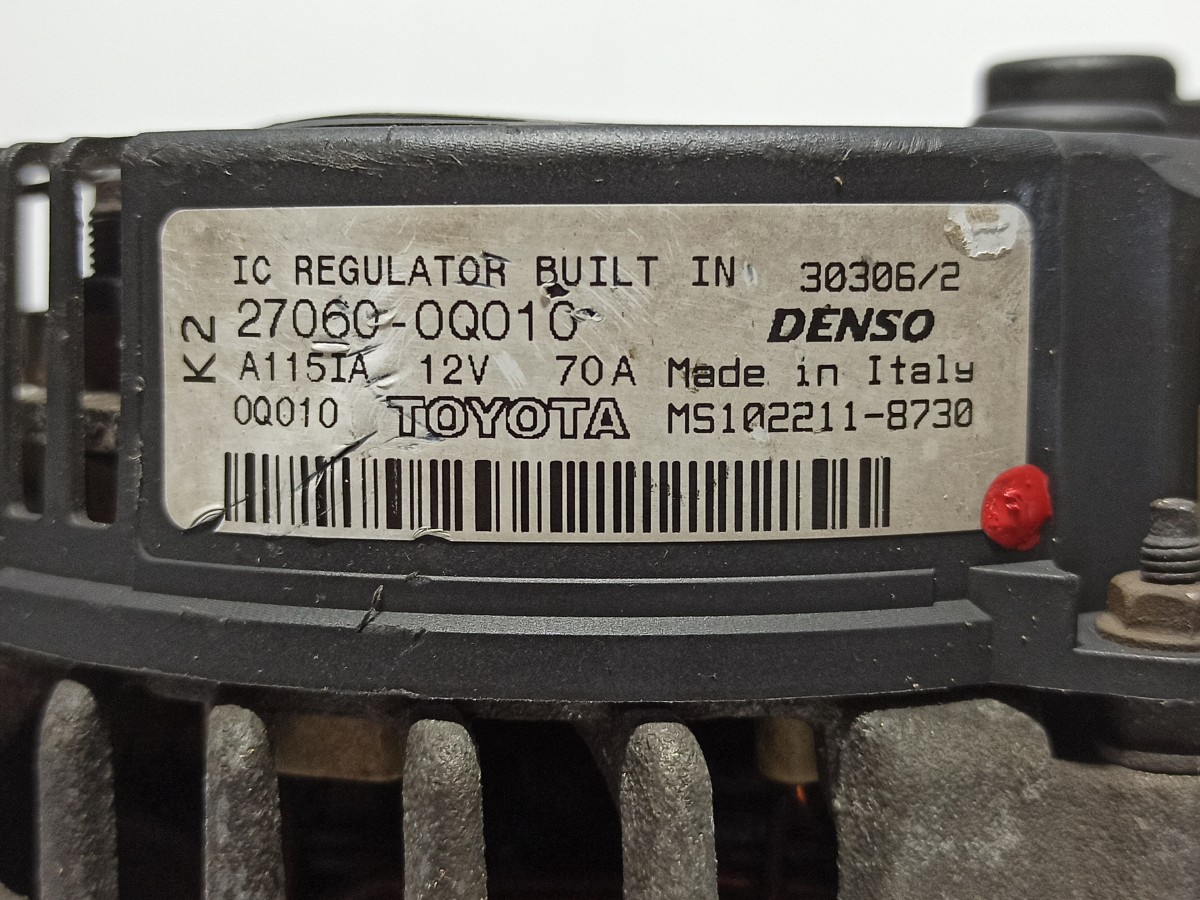 IC REGULATOR BUILT IN 30306/2
K2
27060-0Q010 DENSO
A115IA 12V 70A Made in Italy
0Q010 TOYOTA MS102211-8730